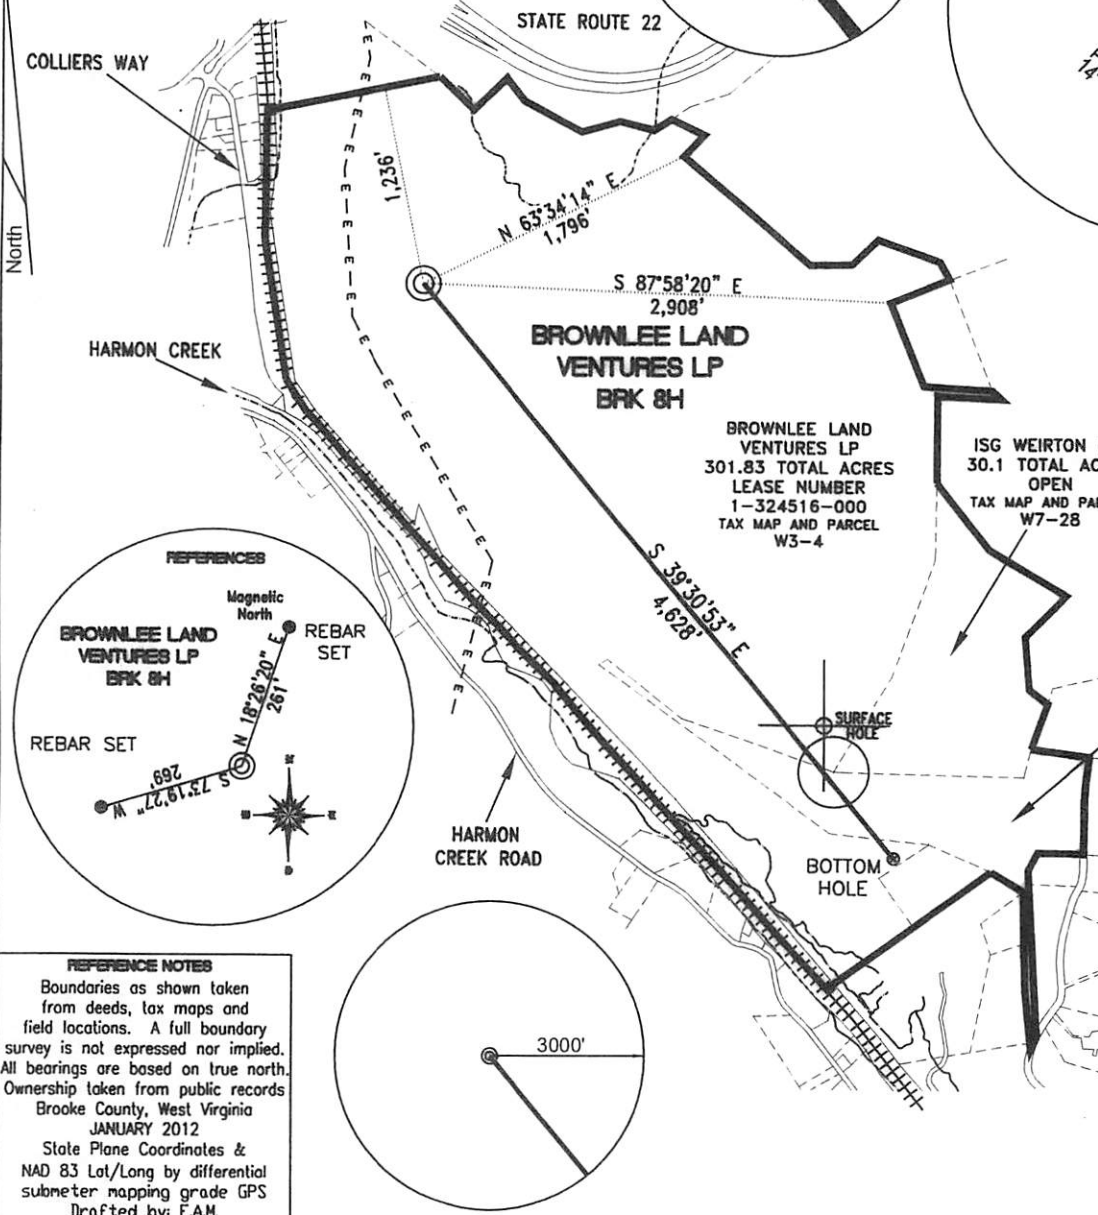 STATE ROUTE 22
COLLIERS WAY
North
1,236'
N 63°34'14" E
1,796'
S 87°58'20" E
2,908'
BROWNLEE LAND
VENTURES LP
BRK 8H
HARMON CREEK
BROWNLEE LAND
VENTURES LP
301.83 TOTAL ACRES
LEASE NUMBER
1-324516-000
TAX MAP AND PARCEL
W3-4
ISG WEIRTON
30.1 TOTAL AC
OPEN
TAX MAP AND PA
W7-28
S 39°30'53" E
4,628'
REFERENCES
Magnetic
North
BROWNLEE LAND
VENTURES LP
BRK 8H
REBAR
SET
N 18°26'20" E
261'
REBAR SET
S 73°19'27" W
269'
SURFACE
HOLE
BOTTOM
HOLE
HARMON
CREEK ROAD
3000'
REFERENCE NOTES
Boundaries as shown taken
from deeds, tax maps and
field locations. A full boundary
survey is not expressed nor implied.
All bearings are based on true north.
Ownership taken from public records
Brooke County, West Virginia
JANUARY 2012
State Plane Coordinates &
NAD 83 Lat/Long by differential
submeter mapping grade GPS
Drafted by: F.A.M.
E E E E E E E E E E E E E E E E